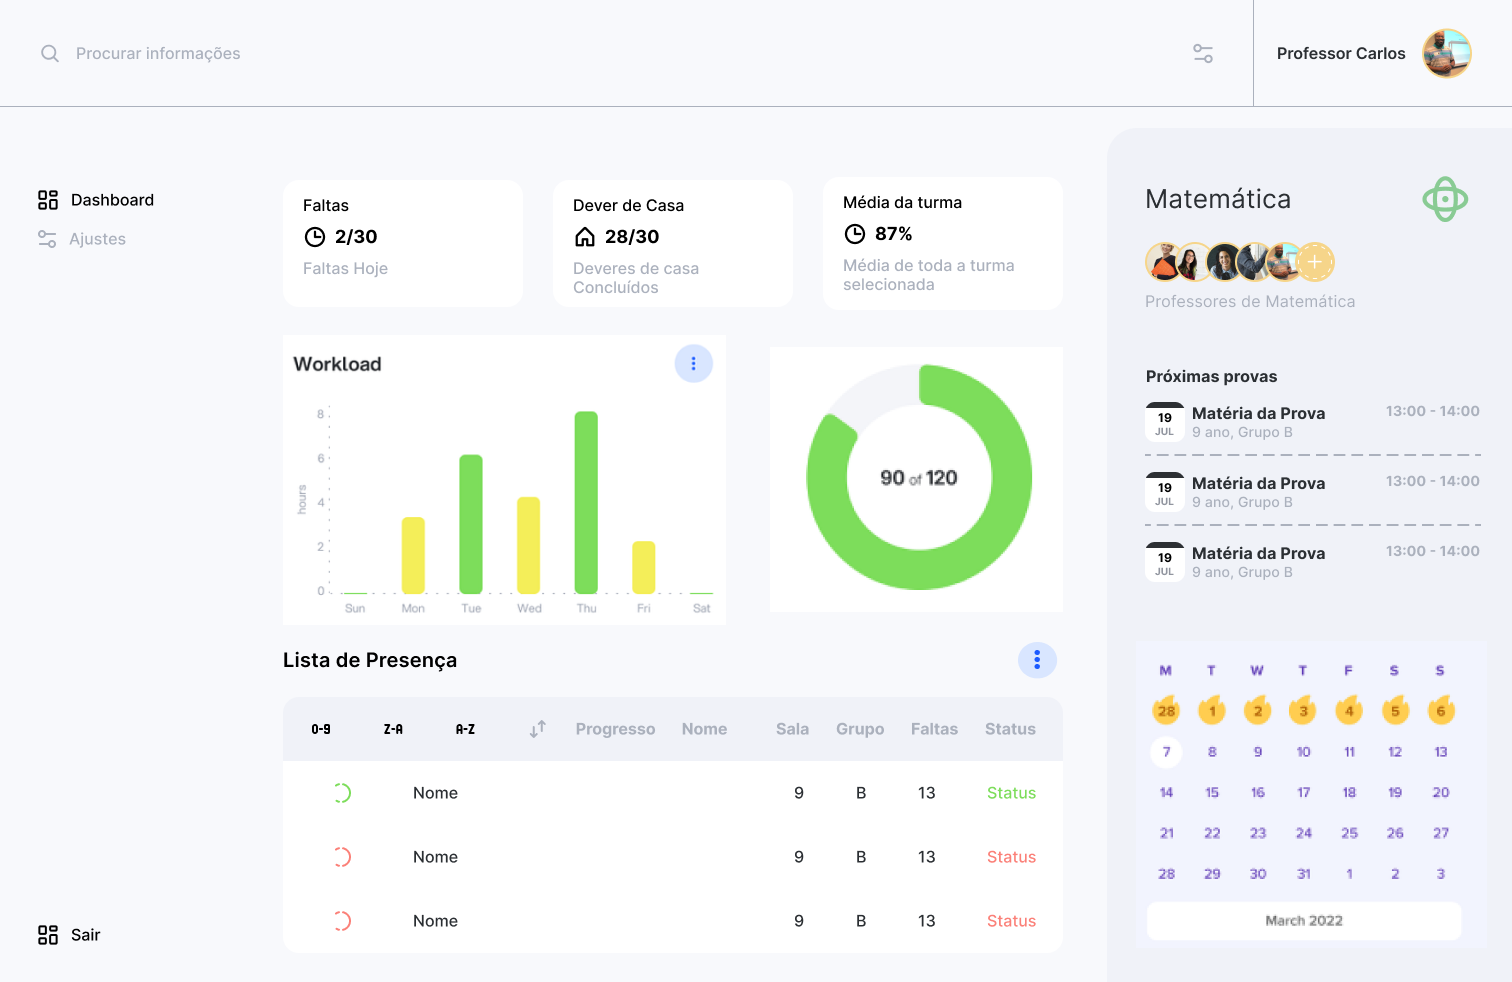 Procurar informações
Professor Carlos
Dashboard
Ajustes
Sair
Faltas
2/30
Faltas Hoje
Dever de Casa
28/30
Deveres de casa
Concluídos
Média da turma
87%
Média de toda a turma
selecionada
Workload
hours
8
6
4
2
0
Sun Mon Tue Wed Thu Fri Sat
90 of 120
Lista de Presença
0-9 Z-A A-Z Progresso Nome Sala Grupo Faltas Status
Nome 9 B 13 Status
Nome 9 B 13 Status
Nome 9 B 13 Status
Matemática
Professores de Matemática
Próximas provas
19
JUL
Matéria da Prova
9 ano, Grupo B
13:00 - 14:00
19
JUL
Matéria da Prova
9 ano, Grupo B
13:00 - 14:00
19
JUL
Matéria da Prova
9 ano, Grupo B
13:00 - 14:00
M T W T F S S
28 1 2 3 4 5 6
7 8 9 10 11 12 13
14 15 16 17 18 19 20
21 22 23 24 25 26 27
28 29 30 31 1 2 3
March 2022